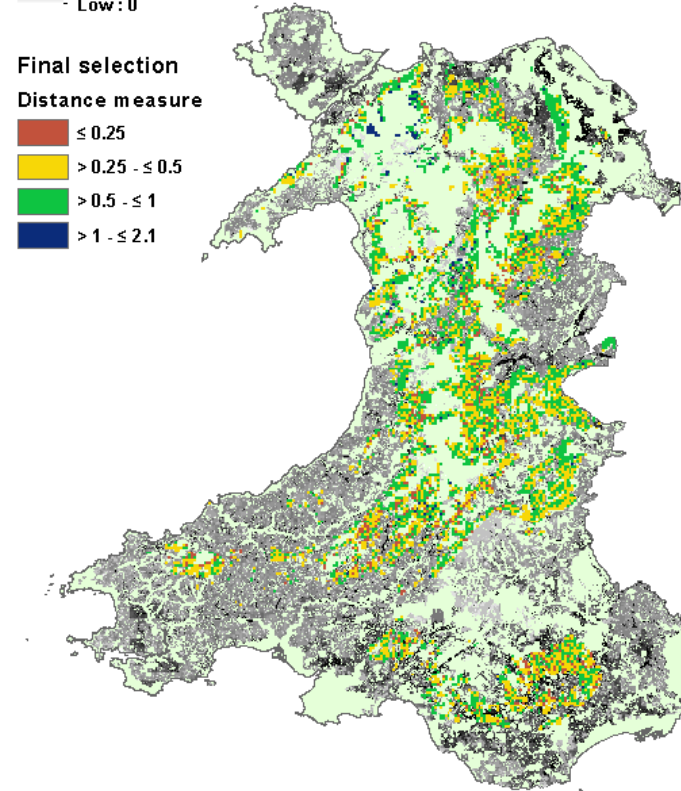 Low : 0
Final selection
Distance measure
≤ 0.25
> 0.25 - ≤ 0.5
> 0.5 - ≤ 1
> 1 - ≤ 2.1